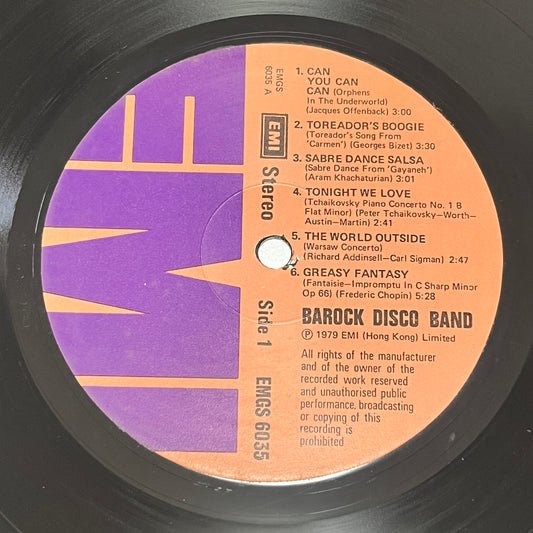 EMI
EMGS
6035 A
EMI
Stereo
Side 1
EMGS 6035
1. CAN
YOU CAN
CAN (Orphens
In The Underworld)
(Jacques Offenback) 3:00
2. TOREADOR'S BOOGIE
(Toreador's Song From
'Carmen') (Georges Bizet) 3:30
3. SABRE DANCE SALSA
(Sabre Dance From 'Gayaneh')
(Aram Khachaturian) 3:01
4. TONIGHT WE LOVE
(Tchaikovsky Piano Concerto No. 1 B
Flat Minor) (Peter Tchaikovsky—Worth—
Austin—Martin) 2:41
5. THE WORLD OUTSIDE
(Warsaw Concerto)
(Richard Addinsell—Carl Sigman) 2:47
6. GREASY FANTASY
(Fantaisie—Impromptu In C Sharp Minor
Op 66) (Frederic Chopin) 5:28
BAROCK DISCO BAND
℗ 1979 EMI (Hong Kong) Limited
All rights of the manufacturer
and of the owner of the
recorded work reserved
and unauthorised public
performance, broadcasting
or copying of this
recording is
prohibited